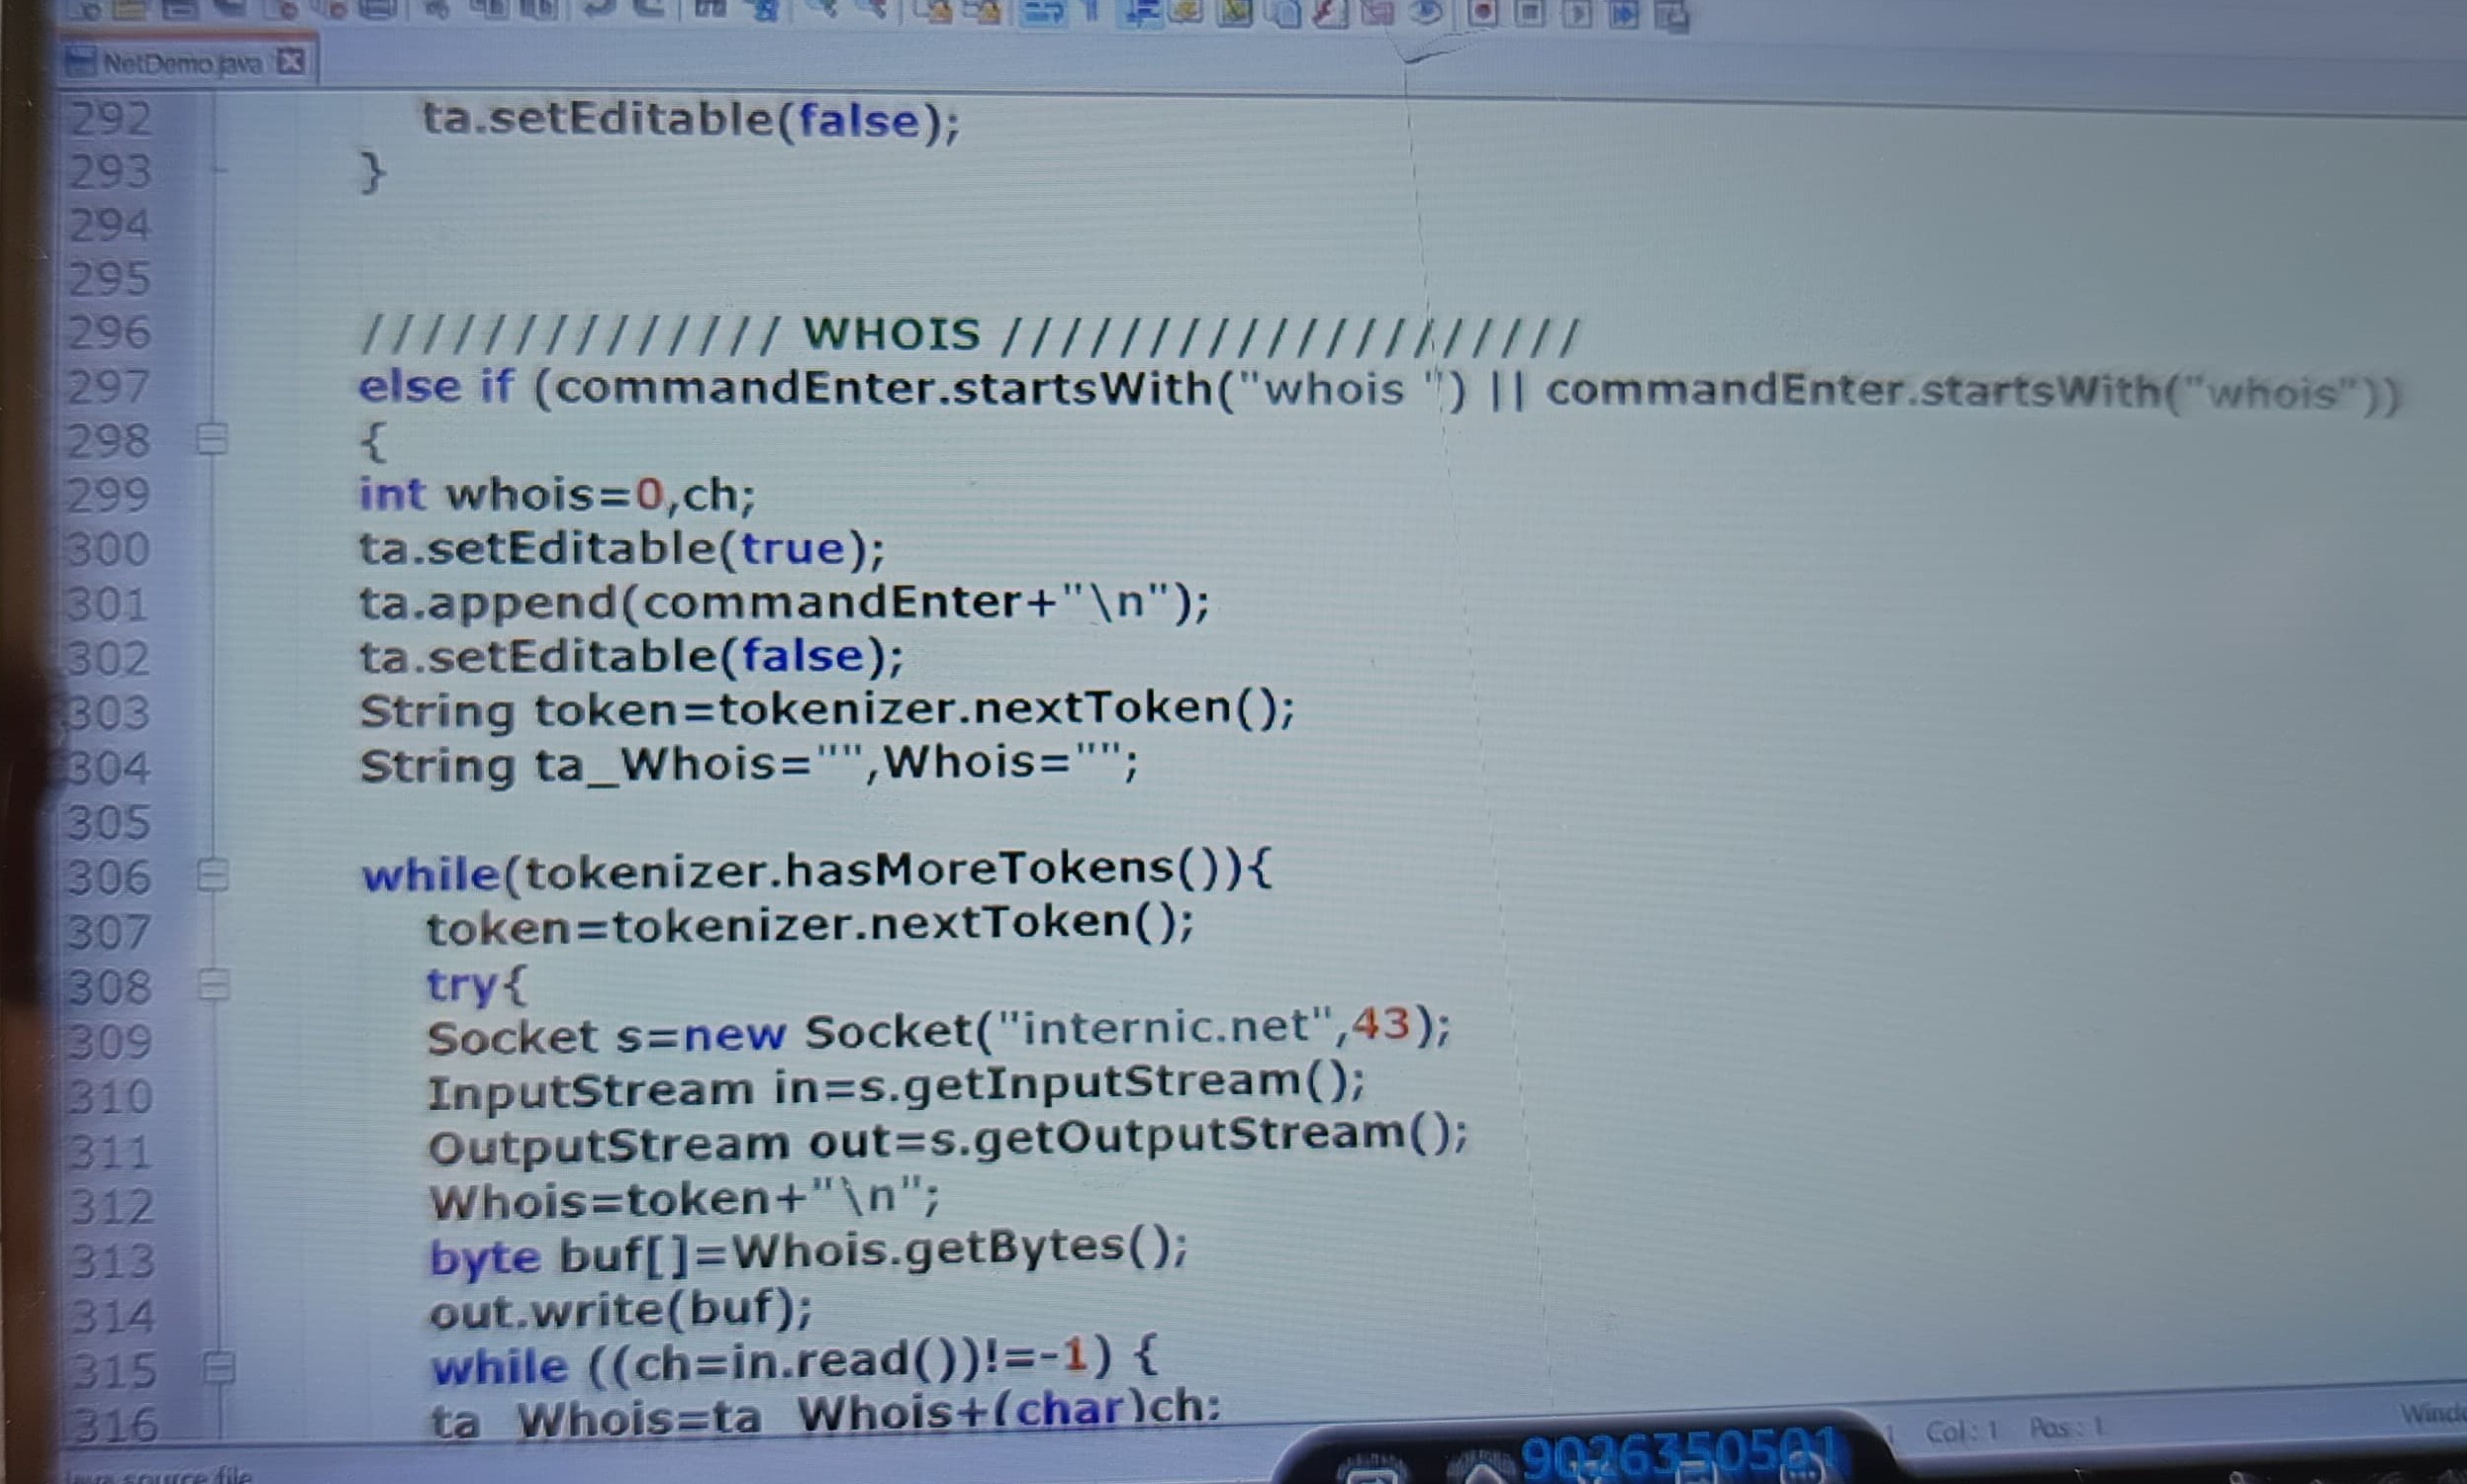 NetDemo.java
292 ta.setEditable(false);
293 }
294
295
296 ////////////// WHOIS ////////////////////
297 else if (commandEnter.startsWith("whois ") || commandEnter.startsWith("whois"))
298 {
299 int whois=0,ch;
300 ta.setEditable(true);
301 ta.append(commandEnter+"\n");
302 ta.setEditable(false);
303 String token=tokenizer.nextToken();
304 String ta_Whois="",Whois="";
305
306 while(tokenizer.hasMoreTokens()){
307 token=tokenizer.nextToken();
308 try{
309 Socket s=new Socket("internic.net",43);
310 InputStream in=s.getInputStream();
311 OutputStream out=s.getOutputStream();
312 Whois=token+"\n";
313 byte buf[]=Whois.getBytes();
314 out.write(buf);
315 while ((ch=in.read())!=-1) {
316 ta_Whois=ta_Whois+(char)ch;
Col : 1 Pos : 1
Java source file
9026350501